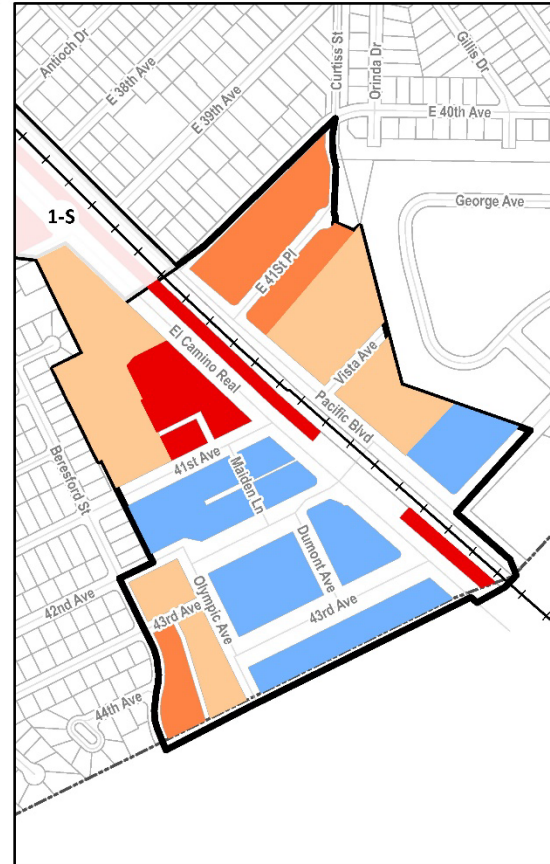 Antioch Dr
E 38th Ave
E 39th Ave
Curtiss St
Orinda Dr
Gillis Dr
E 40th Ave
George Ave
1-S
E 41St Pl
El Camino Real
Vista Ave
Pacific Blvd
Beresford St
41st Ave
Maiden Ln
Dumont Ave
42nd Ave
43rd Ave
Olympic Ave
43rd Ave
44th Ave